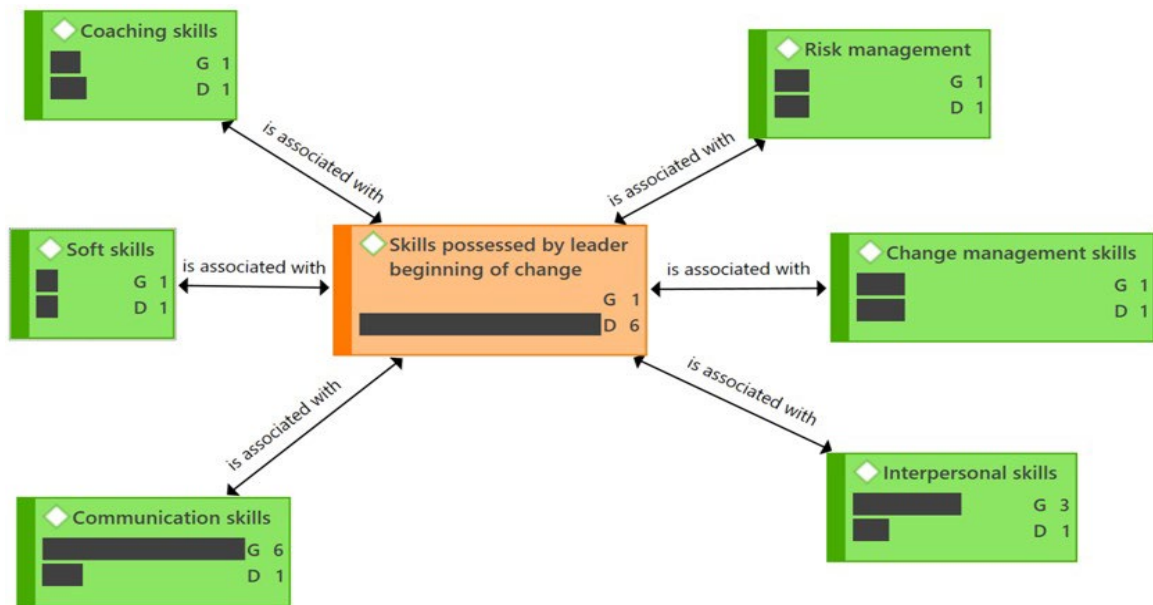 Coaching skills
G 1
D 1
Risk management
G 1
D 1
is associated with
is associated with
Soft skills
G 1
D 1
is associated with
Skills possessed by leader
beginning of change
G 1
D 6
is associated with
Change management skills
G 1
D 1
is associated with
is associated with
Communication skills
G 6
D 1
Interpersonal skills
G 3
D 1